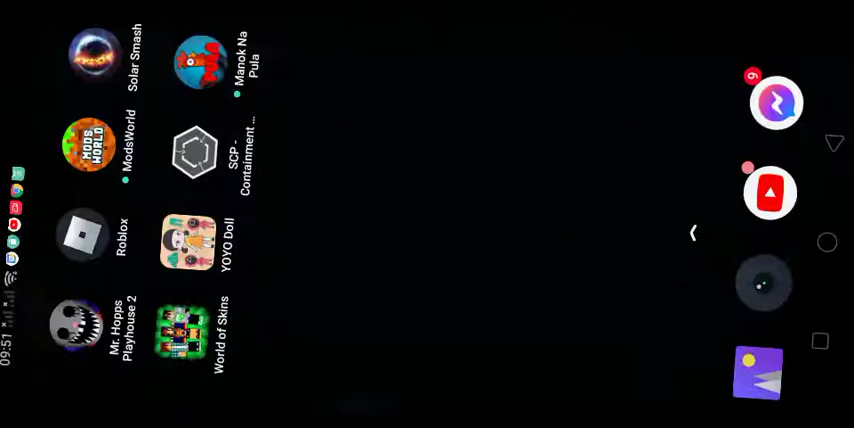 09:51
Mr. Hopps
Playhouse 2
Roblox
ModsWorld
MODS
WORLD
Solar Smash
World of Skins
YOYO Doll
SCP -
Containment ...
Manok Na
Pula
PULA
9